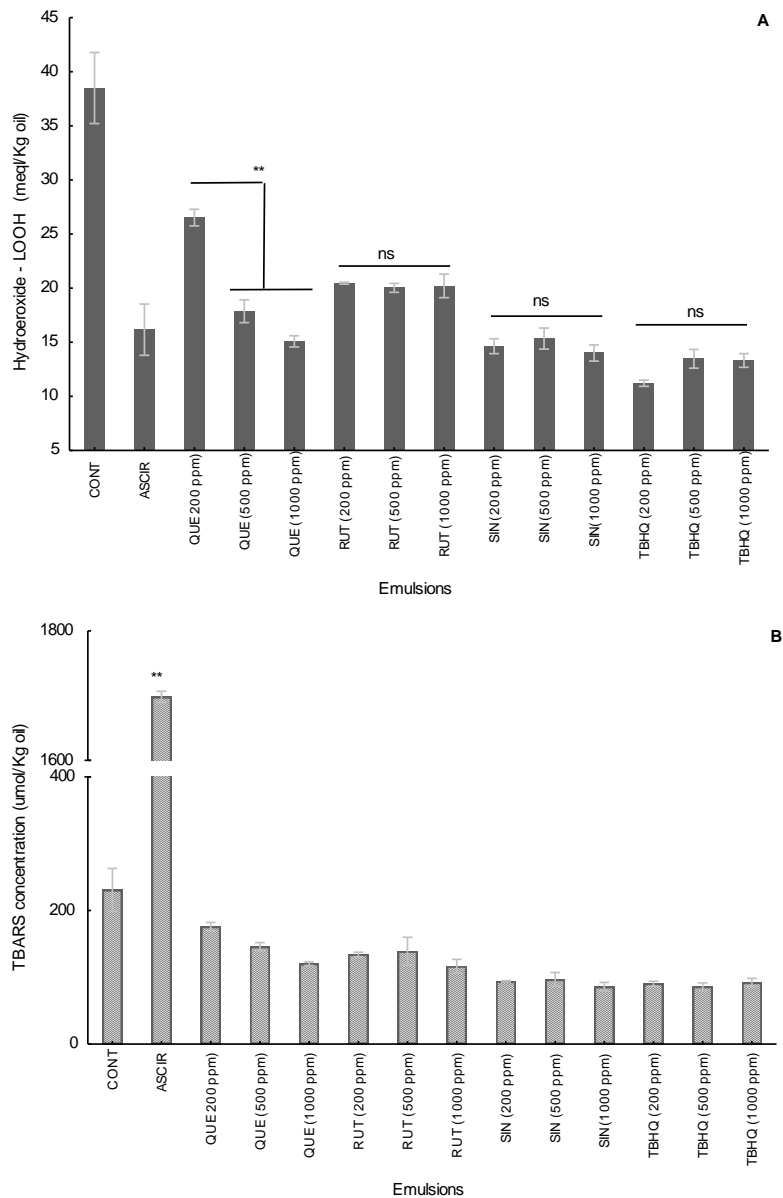 A
45
40
35
30
25
20
15
10
5
Hydroeroxide - LOOH (meql/Kg oil)
**
ns
ns
ns
CONT
ASCIR
QUE 200 ppm)
QUE (500 ppm)
QUE (1000 ppm)
RUT (200 ppm)
RUT (500 ppm)
RUT (1000 ppm)
SIN (200 ppm)
SIN (500 ppm)
SIN(1000 ppm)
TBHQ (200 ppm)
TBHQ (500 ppm)
TBHQ (1000 ppm)
Emulsions
B
1800
1600
400
200
0
TBARS concentration (umol/Kg oil)
**
CONT
ASCIR
QUE 200 ppm)
QUE (500 ppm)
QUE (1000 ppm)
RUT (200 ppm)
RUT (500 ppm)
RUT (1000 ppm)
SIN (200 ppm)
SIN (500 ppm)
SIN(1000 ppm)
TBHQ (200 ppm)
TBHQ (500 ppm)
TBHQ (1000 ppm)
Emulsions